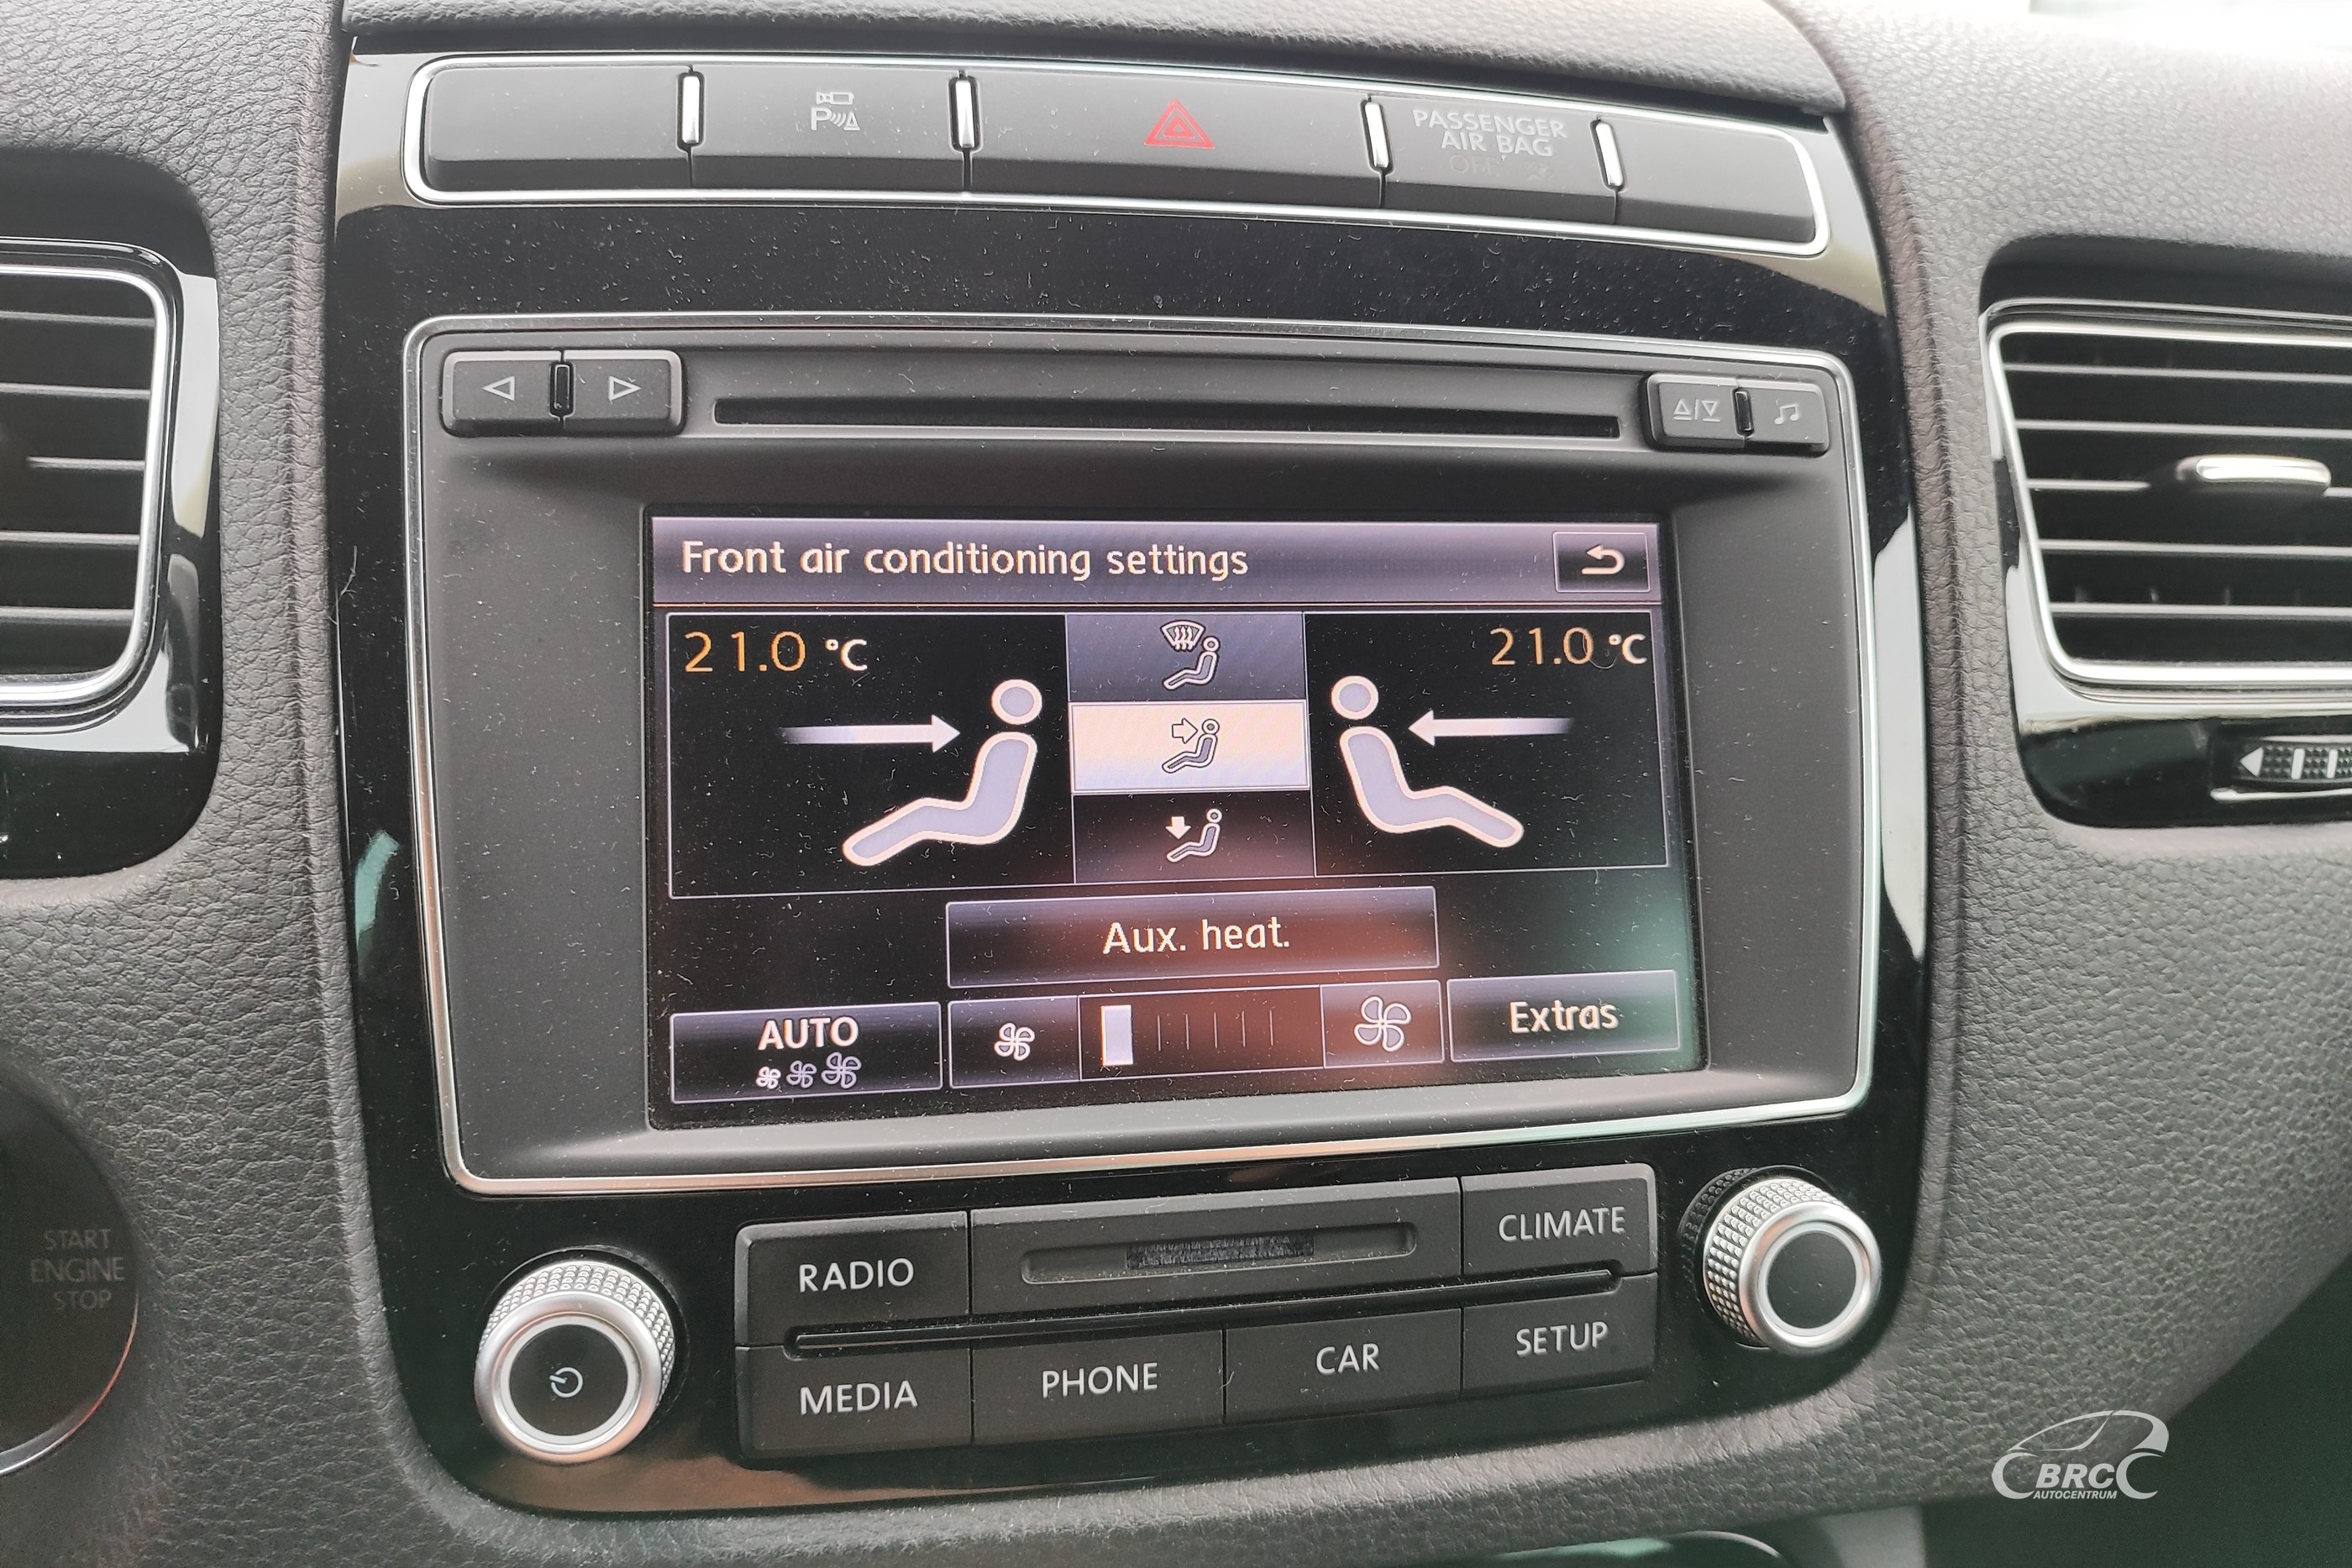 P
PASSENGER
AIR BAG
OFF
Front air conditioning settings
21.0 °C
21.0 °C
Aux. heat.
AUTO
Extras
START
ENGINE
STOP
RADIO
CLIMATE
MEDIA
PHONE
CAR
SETUP
BRC
AUTOCENTRUM